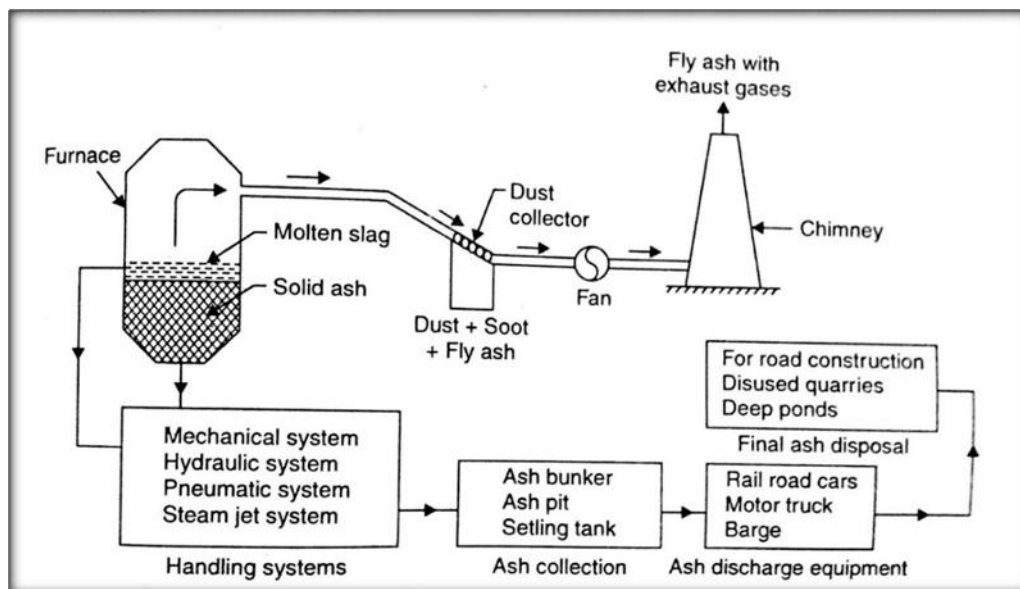 Fly ash with
exhaust gases
Furnace
Dust
collector
Molten slag
Chimney
Solid ash
Fan
Dust + Soot
+ Fly ash
For road construction
Disused quarries
Deep ponds
Final ash disposal
Mechanical system
Hydraulic system
Pneumatic system
Steam jet system
Handling systems
Ash bunker
Ash pit
Setling tank
Ash collection
Rail road cars
Motor truck
Barge
Ash discharge equipment